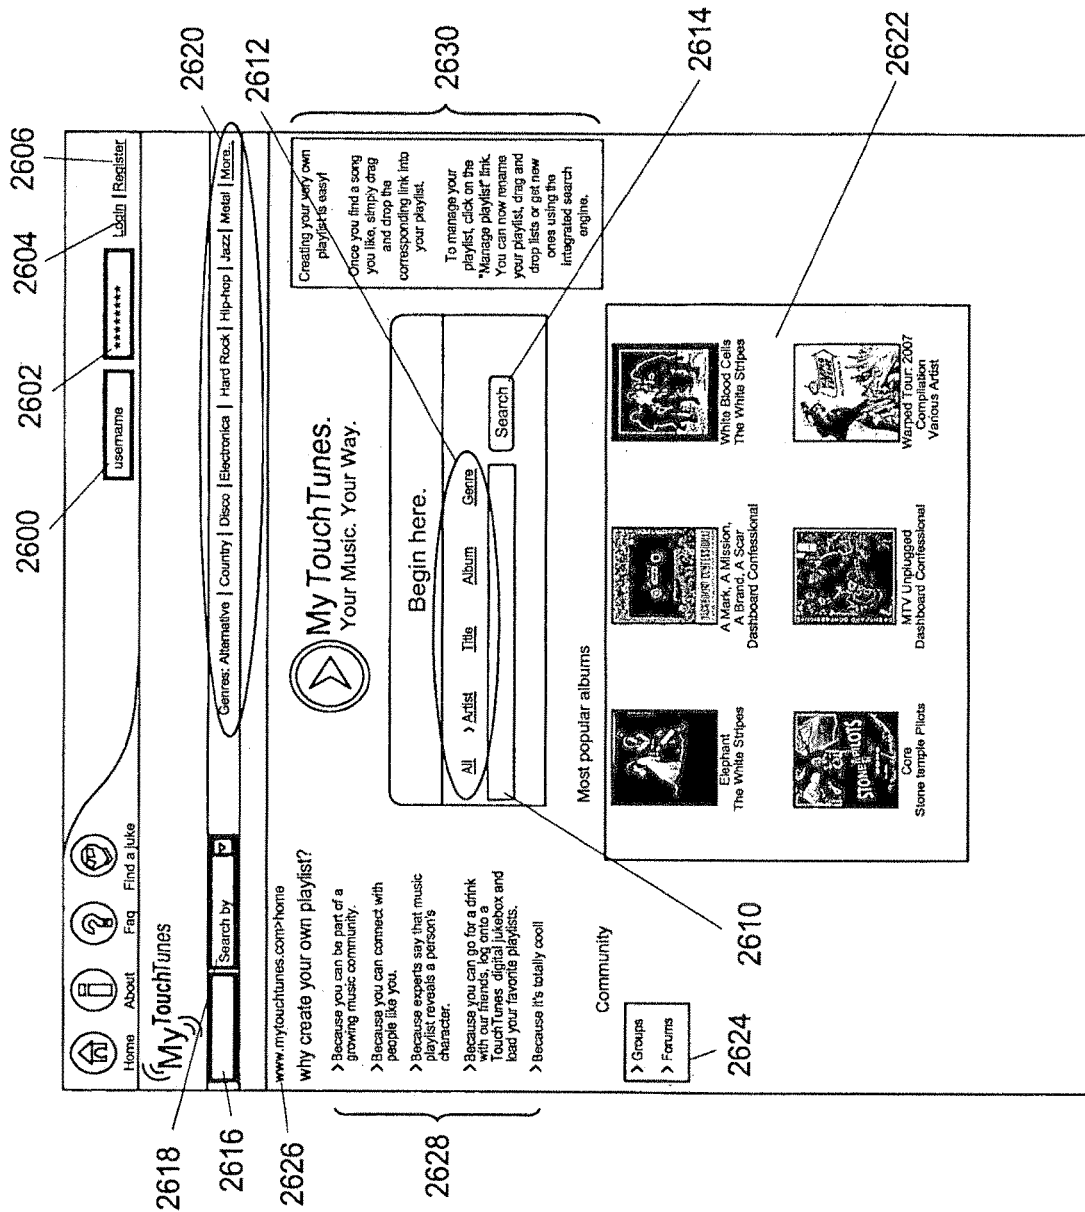 2600
2602
2604
2606
username
********
Login | Register
Home
About
Faq
Find a juke
((My TouchTunes))
2618
2616
Search by
Genres: Alternative | Country | Disco | Electronica | Hard Rock | Hip-hop | Jazz | Metal | More..
2620
2612
2626
www.mytouchtunes.com>home
why create your own playlist?
2628
> Because you can be part of a
growing music community.
> Because you can connect with
people like you.
> Because experts say that music
playlist reveals a person's
character.
> Because you can go for a drink
with our friends, log onto a
TouchTunes digital jukebox and
load your favorite playlists.
> Because it's totally cool!
My TouchTunes.
Your Music. Your Way.
Begin here.
All
> Artist
Title
Album
Genre
Search
2610
2614
Creating your very own
playlist is easy!
Once you find a song
you like, simply drag
and drop the
corresponding link into
your playlist.
To manage your
playlist, click on the
"Manage playlist" link.
You can now rename
your playlist, drag and
drop lists or get new
ones using the
integrated search
engine.
2630
Community
> Groups
> Forums
2624
Most popular albums
Elephant
The White Stripes
A Mark, A Mission,
A Brand, A Scar
Dashboard Confessional
White Blood Cells
The White Stripes
STONE PILOTS
Core
Stone temple Pilots
MTV Unplugged
Dashboard Confessional
Warped Tour: 2007
Compilation
Various Artist
2622